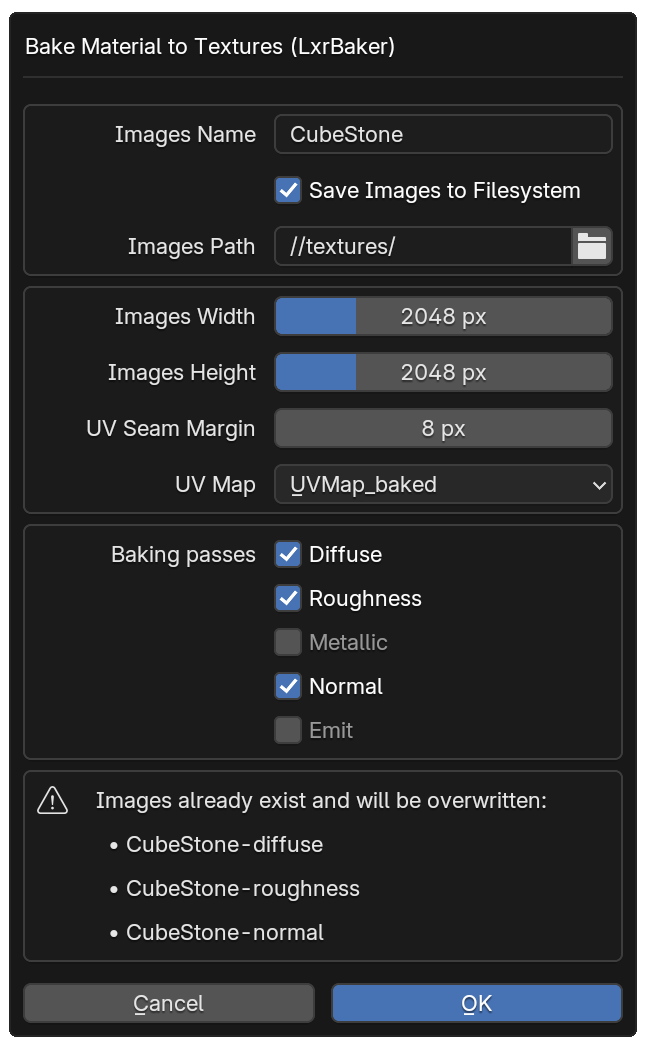 Bake Material to Textures (LxrBaker)
Images Name CubeStone
Save Images to Filesystem
Images Path //textures/
Images Width 2048 px
Images Height 2048 px
UV Seam Margin 8 px
UV Map UVMap_baked
Baking passes Diffuse
Roughness
Metallic
Normal
Emit
Images already exist and will be overwritten:
• CubeStone-diffuse
• CubeStone-roughness
• CubeStone-normal
Cancel OK